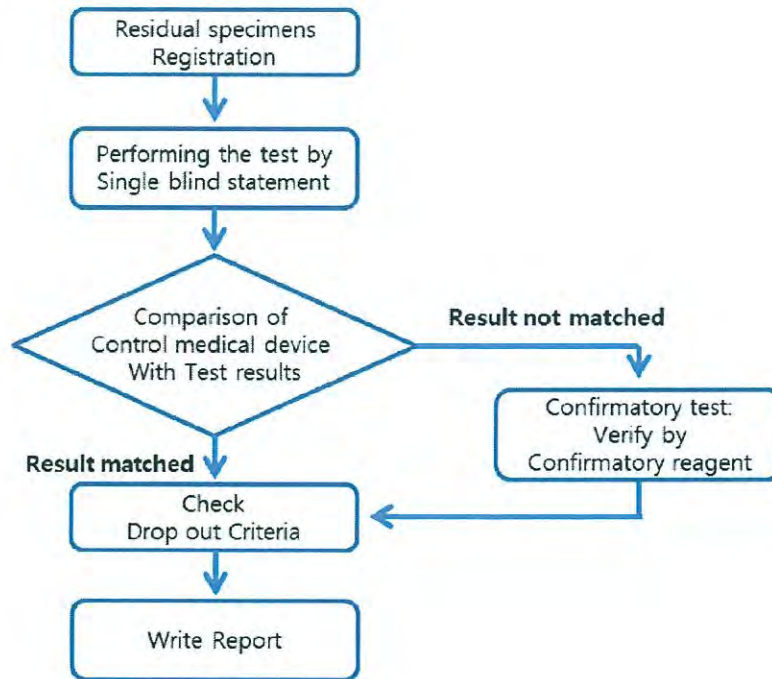 Residual specimens
Registration
Performing the test by
Single blind statement
Comparison of
Control medical device
With Test results
Result not matched
Confirmatory test:
Verify by
Confirmatory reagent
Result matched
Check
Drop out Criteria
Write Report